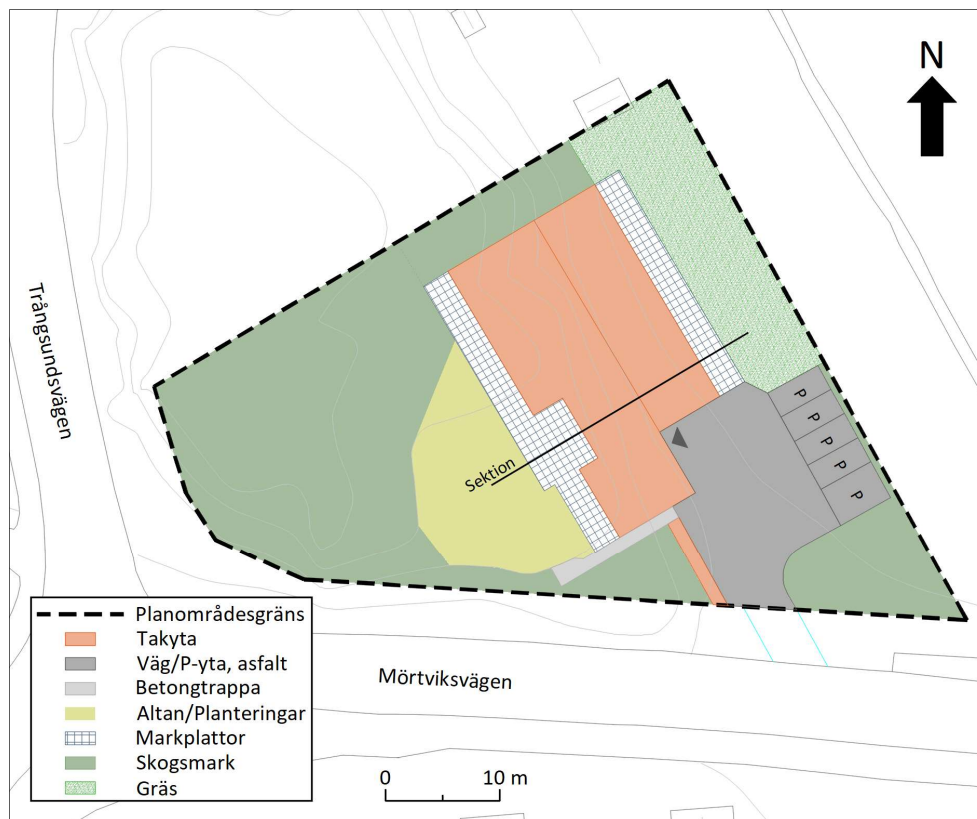 N
Trångsundsvägen
Sektion
P
P
P
P
P
Mörtviksvägen
Planområdesgräns
Takyta
Väg/P-yta, asfalt
Betongtrappa
Altan/Planteringar
Markplattor
Skogsmark
Gräs
0 10 m